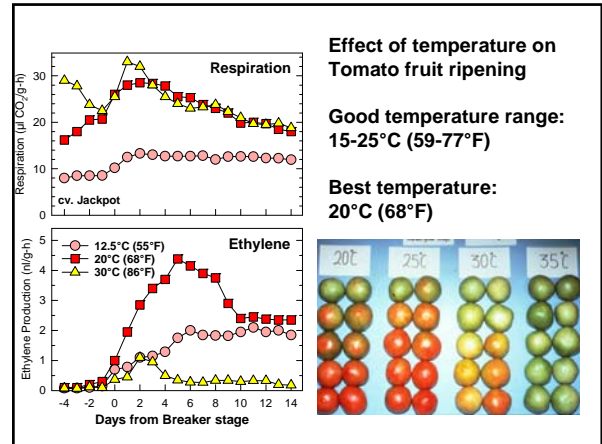 Respiration
Respiration (µl CO2/g-h)
30
20
10
0
cv. Jackpot
Ethylene
12.5°C (55°F)
20°C (68°F)
30°C (86°F)
Ethylene Production (nl/g-h)
5
4
3
2
1
0
-4 -2 0 2 4 6 8 10 12 14
Days from Breaker stage
Effect of temperature on
Tomato fruit ripening
Good temperature range:
15-25°C (59-77°F)
Best temperature:
20°C (68°F)
20°C 25°C 30°C 35°C